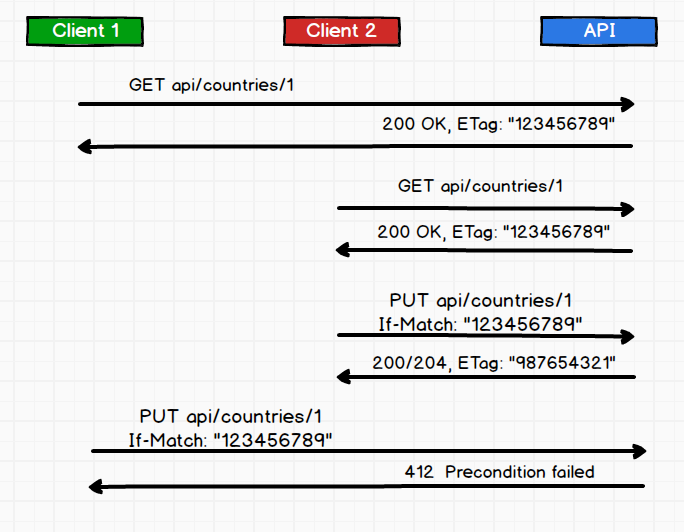 Client 1
Client 2
API
GET api/countries/1
200 OK, ETag: "123456789"
GET api/countries/1
200 OK, ETag: "123456789"
PUT api/countries/1
If-Match: "123456789"
200/204, ETag: "987654321"
PUT api/countries/1
If-Match: "123456789"
412 Precondition failed